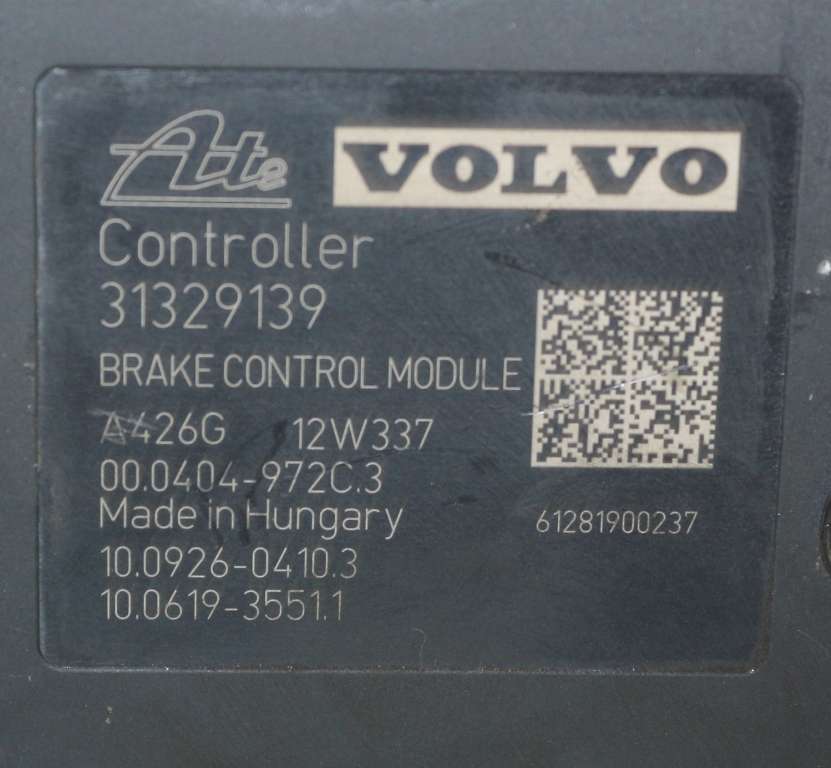 Ate VOLVO
Controller
31329139
BRAKE CONTROL MODULE
A426G 12W337
00.0404-972C.3
Made in Hungary
61281900237
10.0926-0410.3
10.0619-3551.1